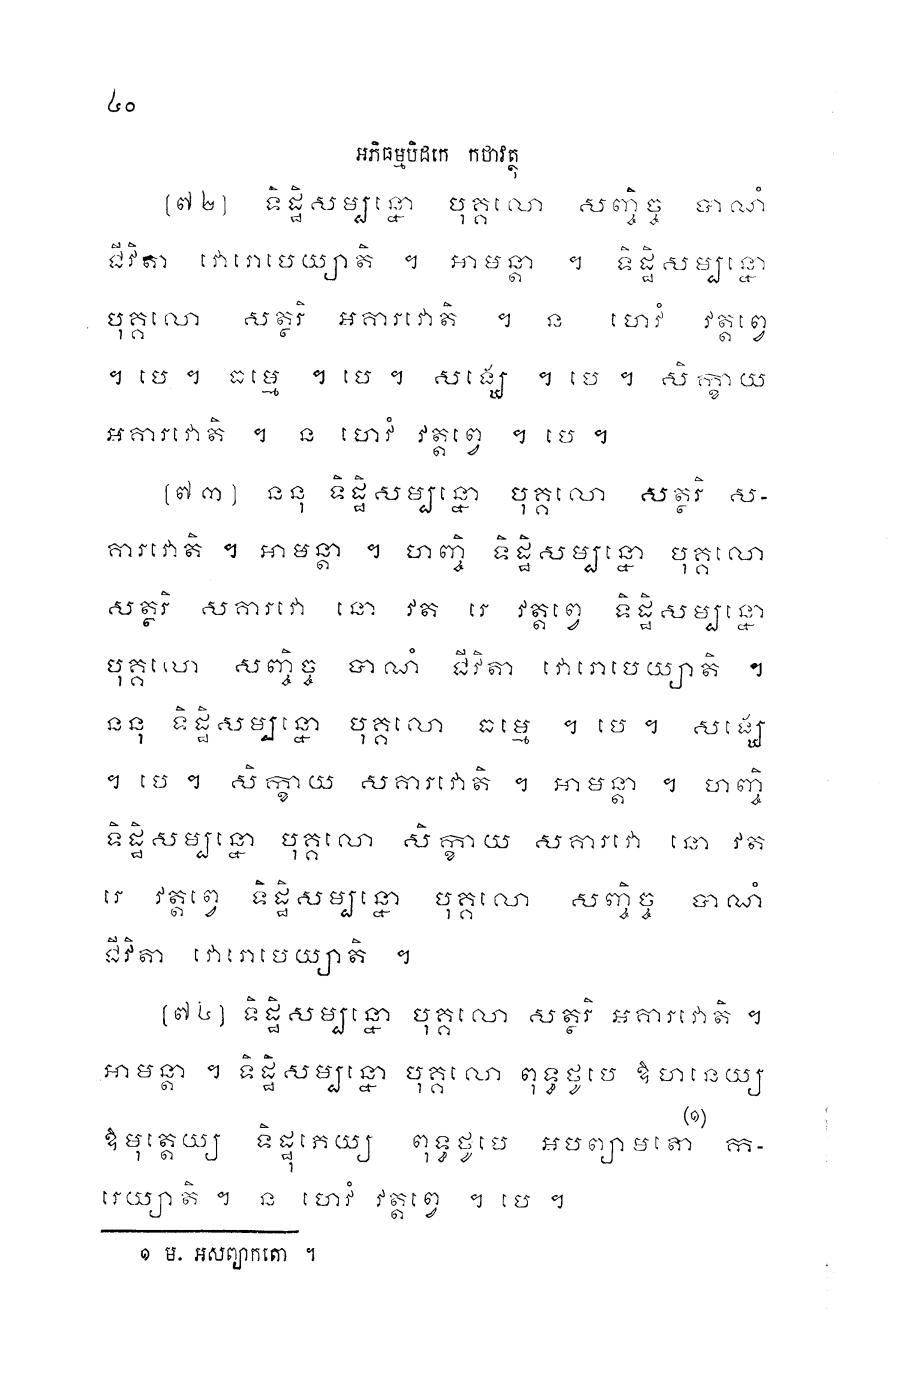 ៤០
អភិធម្មបិដកេ កថាវត្ថុ
(៧២) ទិដ្ឋិសម្បន្នោ បុគ្គលោ សញ្ចិច្ច បាណំ
ជីវិតា វោរោបេយ្យាតិ ។ អាមន្តា ។ ទិដ្ឋិសម្បន្នោ
បុគ្គលោ សត្ថរិ អគារវោតិ ។ ន ហេវំ វត្តព្វេ
។ បេ ។ ធម្មេ ។ បេ ។ សង្ឃេ ។ បេ ។ សិក្ខាយ
អគារវោតិ ។ ន ហេវំ វត្តព្វេ ។ បេ ។
(៧៣) ននុ ទិដ្ឋិសម្បន្នោ បុគ្គលោ សត្ថរិ ស-
គារវោតិ ។ អាមន្តា ។ ហញ្ចិ ទិដ្ឋិសម្បន្នោ បុគ្គលោ
សត្ថរិ សគារវោ នោ វត រេ វត្តព្វេ ទិដ្ឋិសម្បន្នោ
បុគ្គលោ សញ្ចិច្ច បាណំ ជីវិតា វោរោបេយ្យាតិ ។
ននុ ទិដ្ឋិសម្បន្នោ បុគ្គលោ ធម្មេ ។ បេ ។ សង្ឃេ
។ បេ ។ សិក្ខាយ សគារវោតិ ។ អាមន្តា ។ ហញ្ចិ
ទិដ្ឋិសម្បន្នោ បុគ្គលោ សិក្ខាយ សគារវោ នោ វត
រេ វត្តព្វេ ទិដ្ឋិសម្បន្នោ បុគ្គលោ សញ្ចិច្ច បាណំ
ជីវិតា វោរោបេយ្យាតិ ។
(៧៤) ទិដ្ឋិសម្បន្នោ បុគ្គលោ សត្ថរិ អគារវោតិ ។
អាមន្តា ។ ទិដ្ឋិសម្បន្នោ បុគ្គលោ ពុទ្ធថូបេ ឱហនេយ្យ
ឱមុត្តេយ្យ ទិដ្ឋុភេយ្យ ពុទ្ធថូបេ អបព្យាមតោ (១) ក-
រេយ្យាតិ ។ ន ហេវំ វត្តព្វេ ។ បេ ។
១ ម. អសព្យាកតោ ។